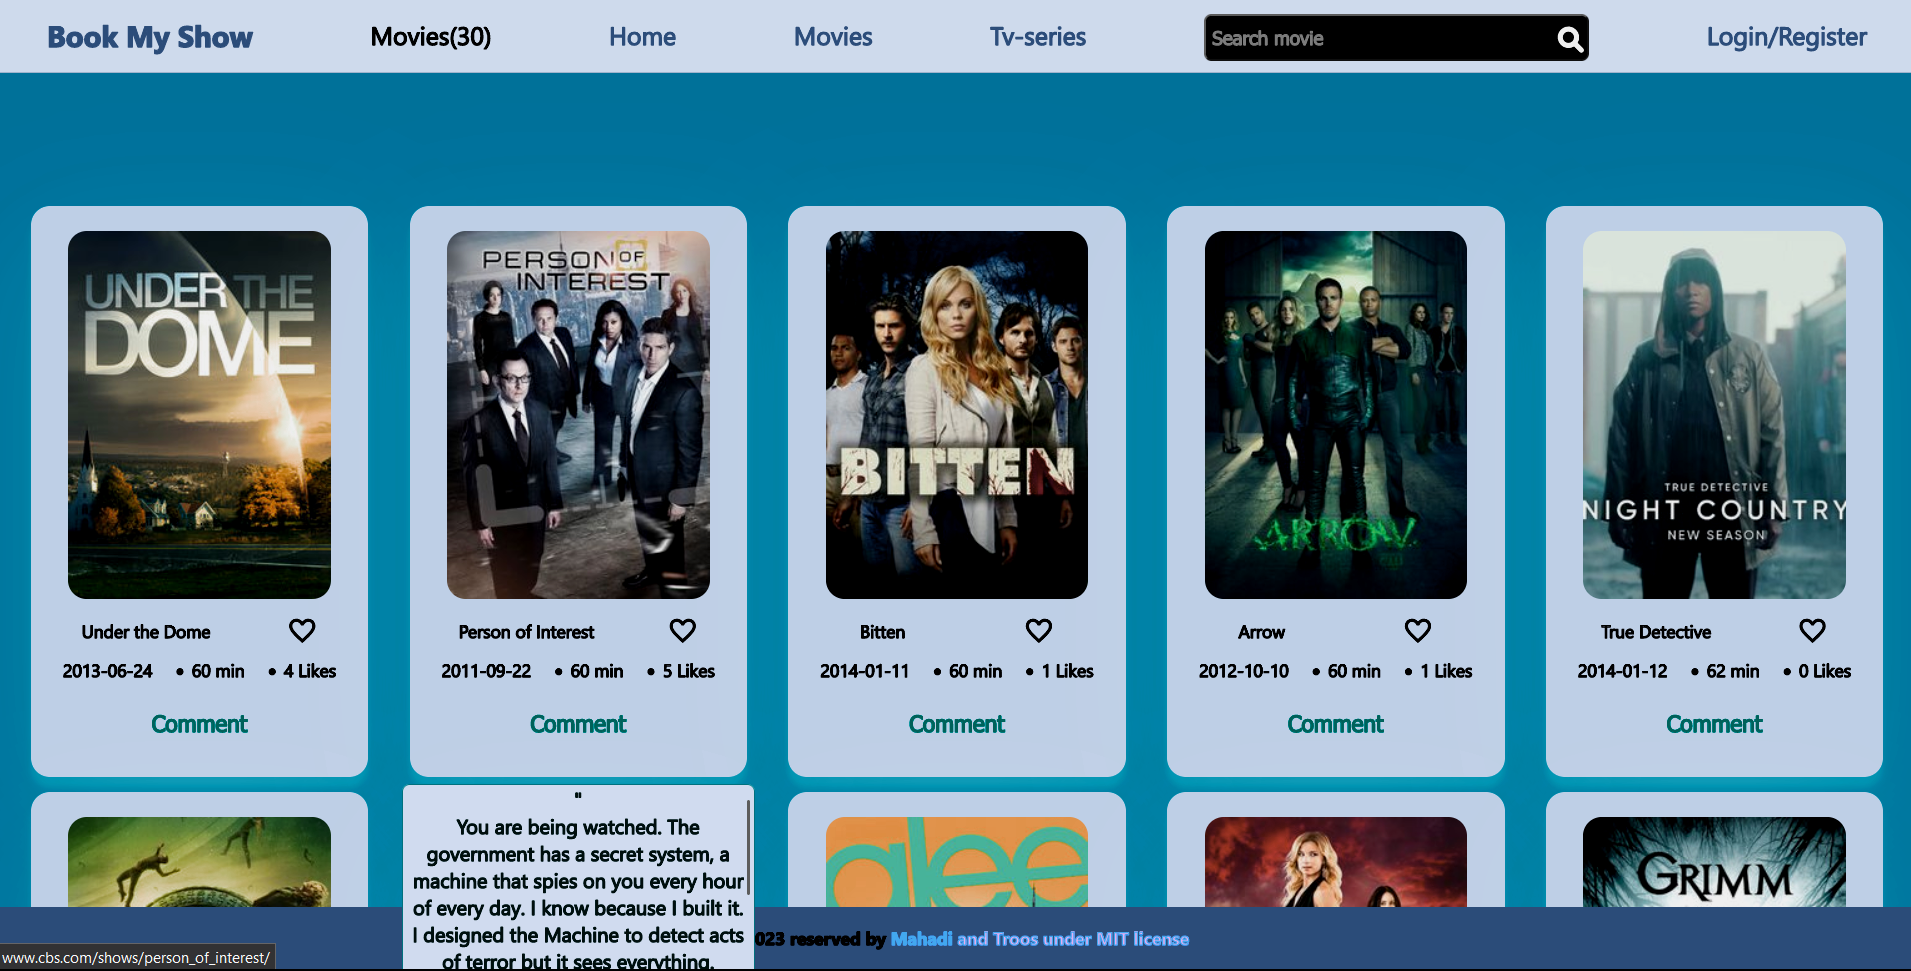 Book My Show
Movies(30)
Home
Movies
Tv-series
Search movie
Login/Register
UNDER THE
DOME
PERSON OF
INTEREST
BITTEN
ARROW
TRUE DETECTIVE
NIGHT COUNTRY
NEW SEASON
Under the Dome
2013-06-24 • 60 min • 4 Likes
Comment
Person of Interest
2011-09-22 • 60 min • 5 Likes
Comment
Bitten
2014-01-11 • 60 min • 1 Likes
Comment
Arrow
2012-10-10 • 60 min • 1 Likes
Comment
True Detective
2014-01-12 • 62 min • 0 Likes
Comment
"
You are being watched. The
government has a secret system, a
machine that spies on you every hour
of every day. I know because I built it.
I designed the Machine to detect acts
of terror but it sees everything.
glee
GRIMM
023 reserved by Mahadi and Troos under MIT license
www.cbs.com/shows/person_of_interest/